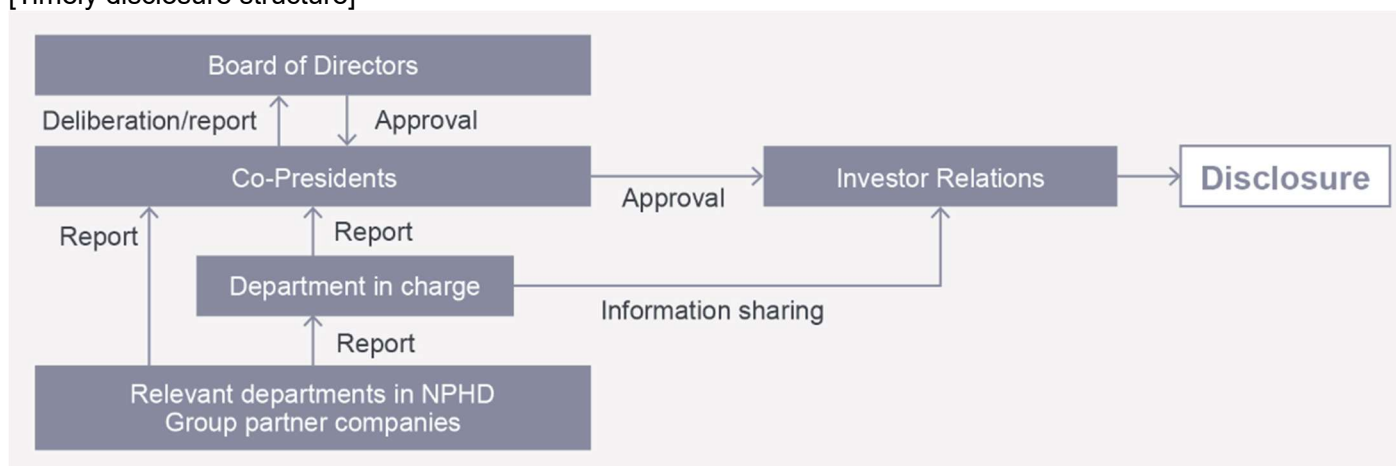 [Timely disclosure structure]
Board of Directors
Deliberation/report
Approval
Co-Presidents
Approval
Investor Relations
Disclosure
Report
Report
Department in charge
Information sharing
Report
Relevant departments in NPHD
Group partner companies